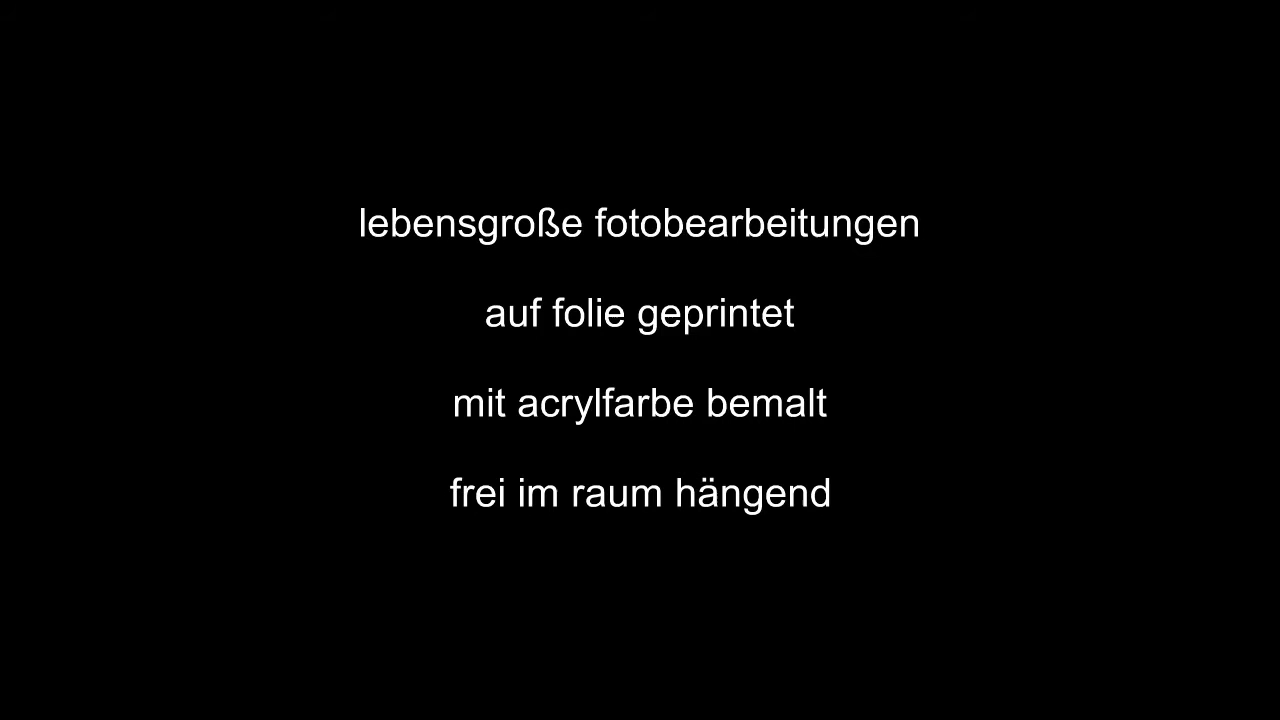 lebensgroße fotobearbeitungen
auf folie geprintet
mit acrylfarbe bemalt
frei im raum hängend